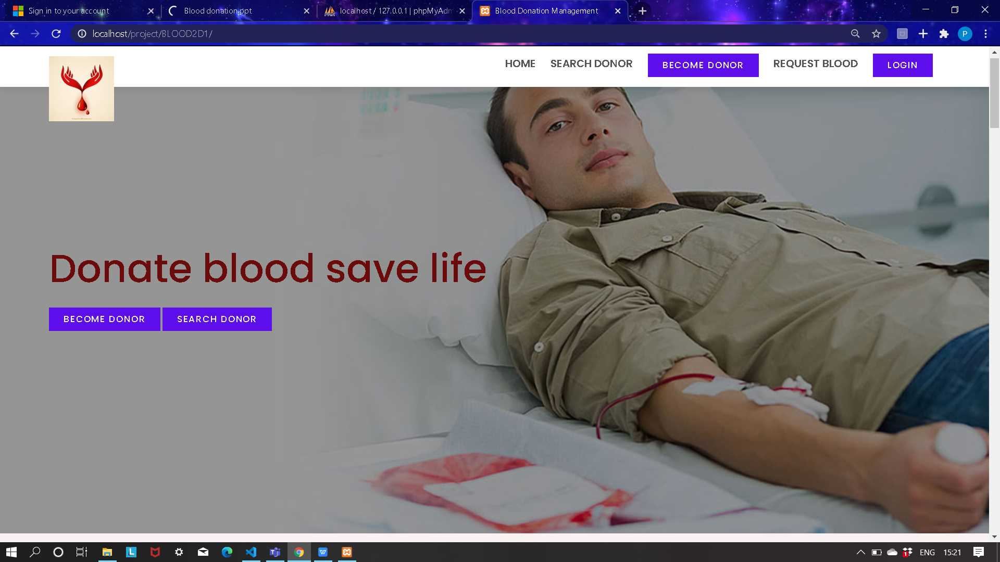 Sign in to your account
Blood donation.ppt
localhost / 127.0.0.1 | phpMyAdm
Blood Donation Management
localhost/project/BLOOD2D1/
P
HOME
SEARCH DONOR
BECOME DONOR
REQUEST BLOOD
LOGIN
Donate blood save life
BECOME DONOR
SEARCH DONOR
L
W
1
ENG
15:21